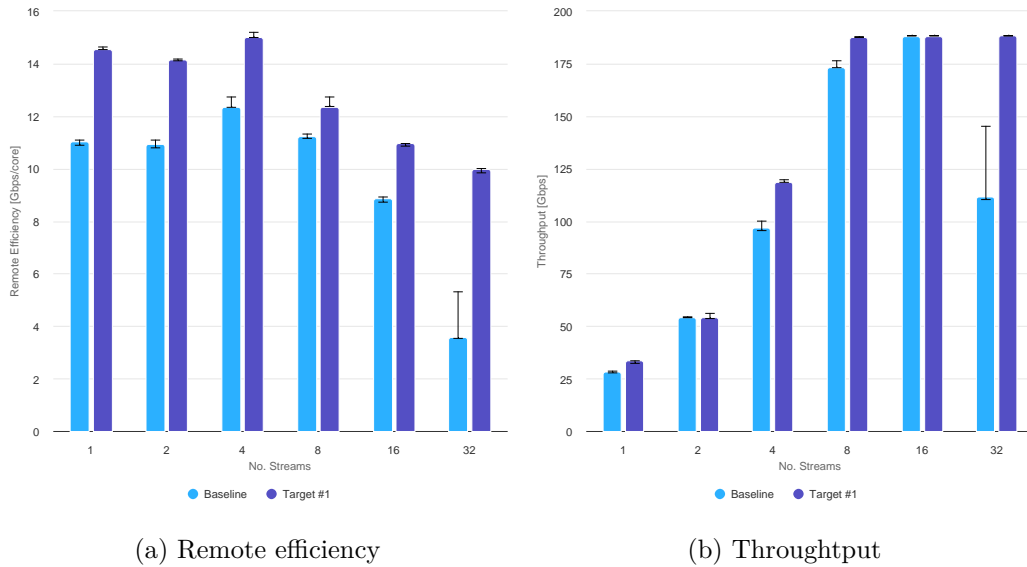 16
14
12
10
8
6
4
2
0
Remote Efficiency [Gbps/core]
1 2 4 8 16 32
No. Streams
Baseline Target #1
(a) Remote efficiency
200
175
150
125
100
75
50
25
0
Throughput [Gbps]
1 2 4 8 16 32
No. Streams
Baseline Target #1
(b) Throughtput